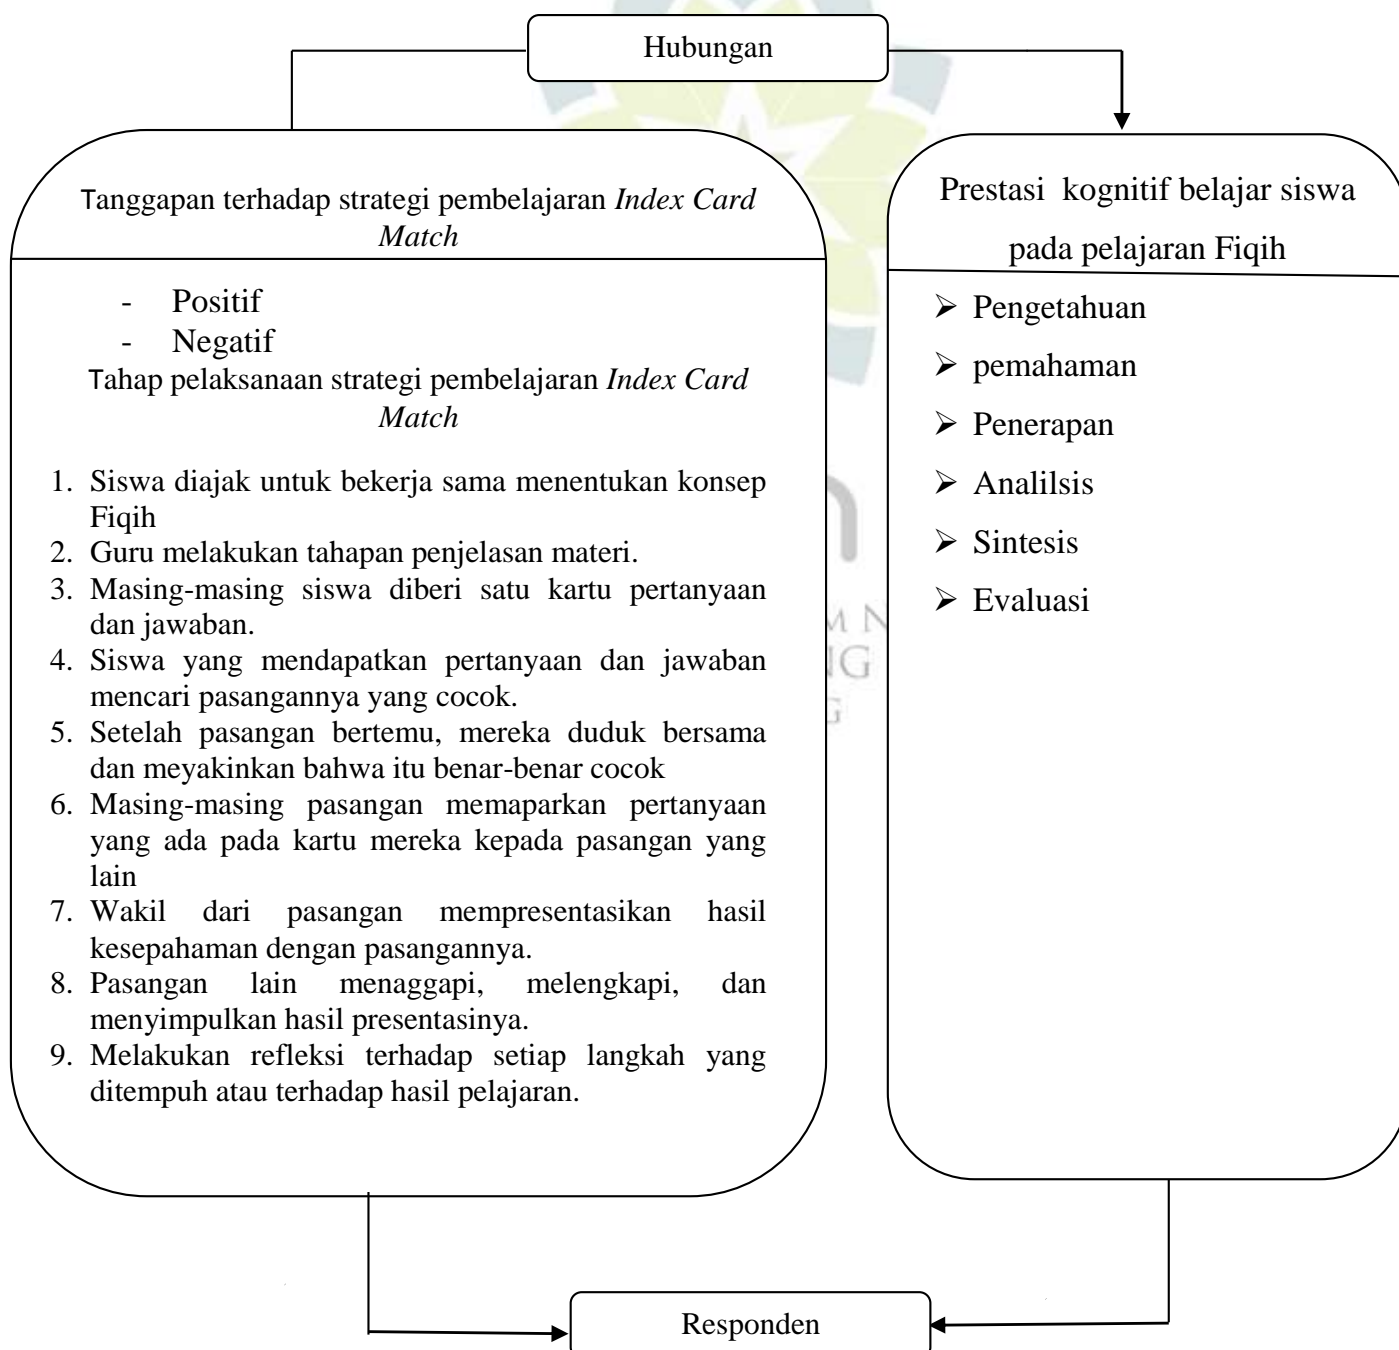 Hubungan
Tanggapan terhadap strategi pembelajaran Index Card
Match
- Positif
- Negatif
Tahap pelaksanaan strategi pembelajaran Index Card
Match
1. Siswa diajak untuk bekerja sama menentukan konsep
Fiqih
2. Guru melakukan tahapan penjelasan materi.
3. Masing-masing siswa diberi satu kartu pertanyaan
dan jawaban.
4. Siswa yang mendapatkan pertanyaan dan jawaban
mencari pasangannya yang cocok.
5. Setelah pasangan bertemu, mereka duduk bersama
dan meyakinkan bahwa itu benar-benar cocok
6. Masing-masing pasangan memaparkan pertanyaan
yang ada pada kartu mereka kepada pasangan yang
lain
7. Wakil dari pasangan mempresentasikan hasil
kesepahaman dengan pasangannya.
8. Pasangan lain menaggapi, melengkapi, dan
menyimpulkan hasil presentasinya.
9. Melakukan refleksi terhadap setiap langkah yang
ditempuh atau terhadap hasil pelajaran.
Prestasi kognitif belajar siswa
pada pelajaran Fiqih
➢ Pengetahuan
➢ pemahaman
➢ Penerapan
➢ Analilsis
➢ Sintesis
➢ Evaluasi
Responden